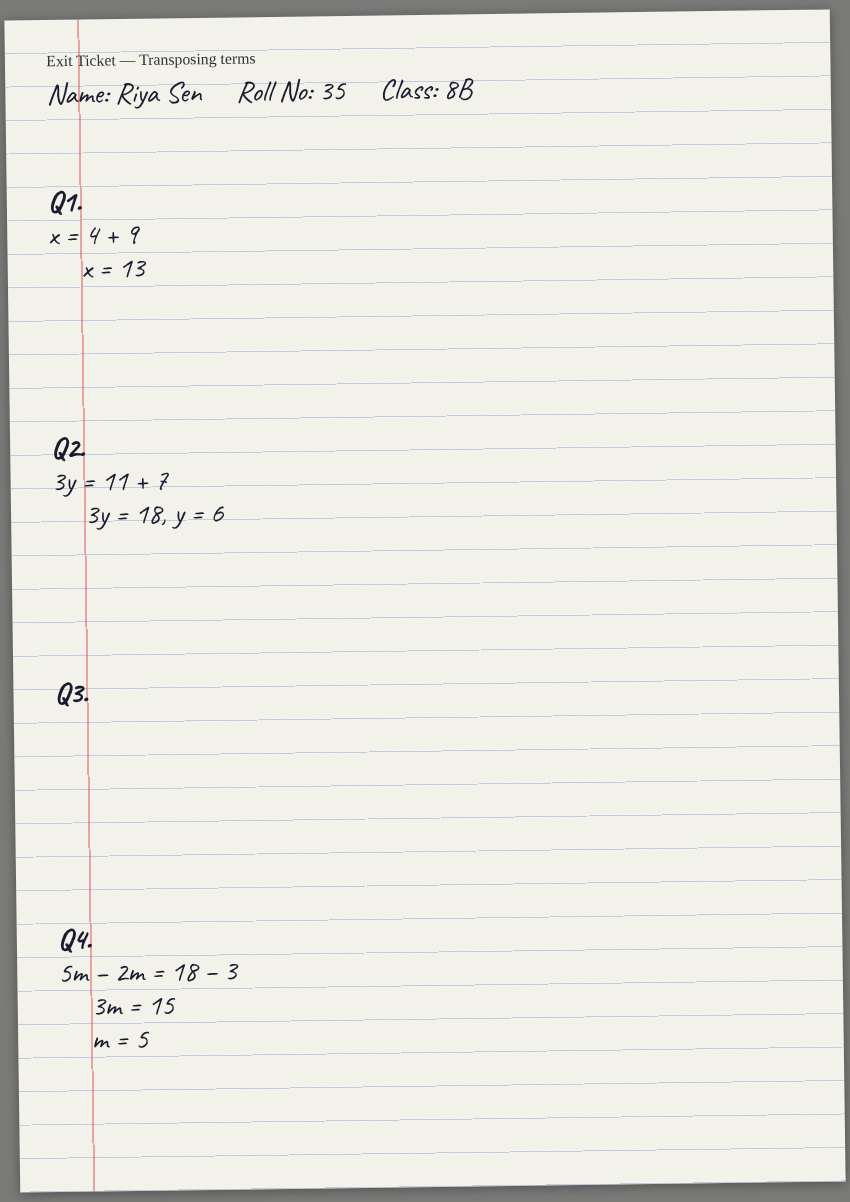 Exit Ticket — Transposing terms
Name: Riya Sen Roll No: 35 Class: 8B
Q1.
x = 4 + 9
x = 13
Q2.
3y = 11 + 7
3y = 18, y = 6
Q3.
Q4.
5m – 2m = 18 – 3
3m = 15
m = 5